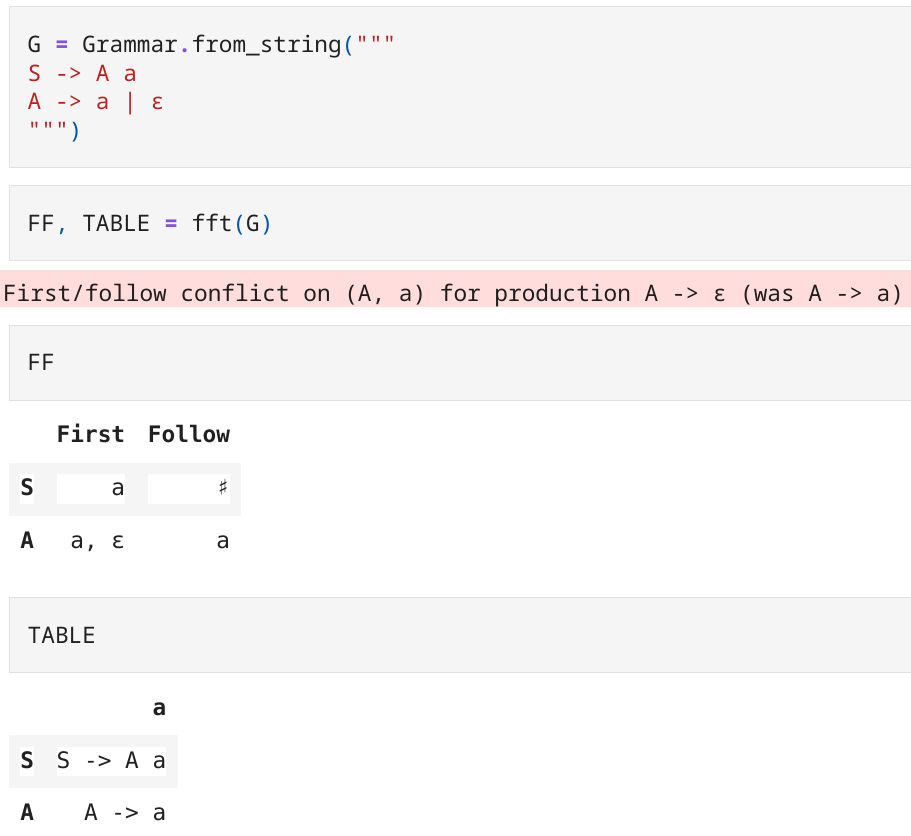 G = Grammar.from_string("""
S -> A a
A -> a | ε
""")
FF, TABLE = fft(G)
First/follow conflict on (A, a) for production A -> ε (was A -> a)
FF
First Follow
S a ♯
A a, ε a
TABLE
a
S S -> A a
A A -> a